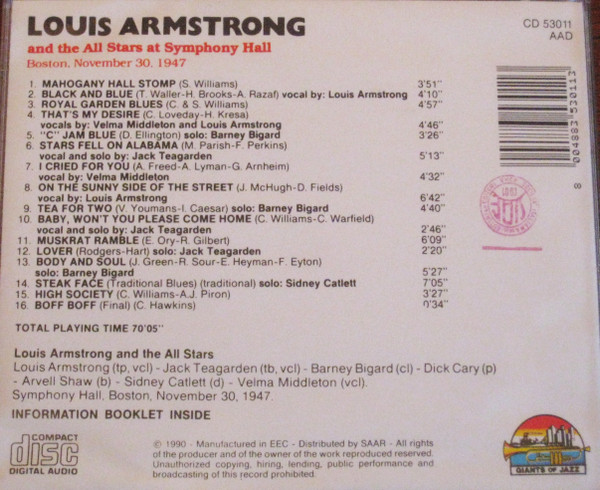 LOUIS ARMSTRONG
and the All Stars at Symphony Hall
Boston, November 30, 1947
CD 53011
AAD
1. MAHOGANY HALL STOMP (S. Williams) 3'51"
2. BLACK AND BLUE (T. Waller-H. Brooks-A. Razaf) vocal by: Louis Armstrong 4'10"
3. ROYAL GARDEN BLUES (C. & S. Williams) 4'57"
4. THAT'S MY DESIRE (C. Loveday-H. Kresa)
vocals by: Velma Middleton and Louis Armstrong 4'46"
5. "C" JAM BLUE (D. Ellington) solo: Barney Bigard 3'26"
6. STARS FELL ON ALABAMA (M. Parish-F. Perkins)
vocal and solo by: Jack Teagarden 5'13"
7. I CRIED FOR YOU (A. Freed-A. Lyman-G. Arnheim)
vocal by: Velma Middleton 4'32"
8. ON THE SUNNY SIDE OF THE STREET (J. McHugh-D. Fields)
vocal by: Louis Armstrong 6'42"
9. TEA FOR TWO (V. Youmans-I. Caesar) solo: Barney Bigard 4'40"
10. BABY, WON'T YOU PLEASE COME HOME (C. Williams-C. Warfield)
vocal and solo by: Jack Teagarden 2'46"
11. MUSKRAT RAMBLE (E. Ory-R. Gilbert) 6'09"
12. LOVER (Rodgers-Hart) solo: Jack Teagarden 2'20"
13. BODY AND SOUL (J. Green-R. Sour-E. Heyman-F. Eyton)
solo: Barney Bigard 5'27"
14. STEAK FACE (Traditional Blues) (traditional) solo: Sidney Catlett 7'05"
15. HIGH SOCIETY (C. Williams-A.J. Piron) 3'27"
16. BOFF BOFF (Final) (C. Hawkins) 0'34"
8 004883 530113
TOTAL PLAYING TIME 70'05"
Louis Armstrong and the All Stars
Louis Armstrong (tp, vcl) - Jack Teagarden (tb, vcl) - Barney Bigard (cl) - Dick Cary (p)
- Arvell Shaw (b) - Sidney Catlett (d) - Velma Middleton (vcl).
Symphony Hall, Boston, November 30, 1947.
INFORMATION BOOKLET INSIDE
COMPACT
disc
DIGITAL AUDIO
© 1990 - Manufactured in EEC - Distributed by SAAR - All rights
of the producer and of the owner of the work reproduced reserved.
Unauthorized copying, hiring, lending, public performance and
broadcasting of this record prohibited.
GIANTS OF JAZZ